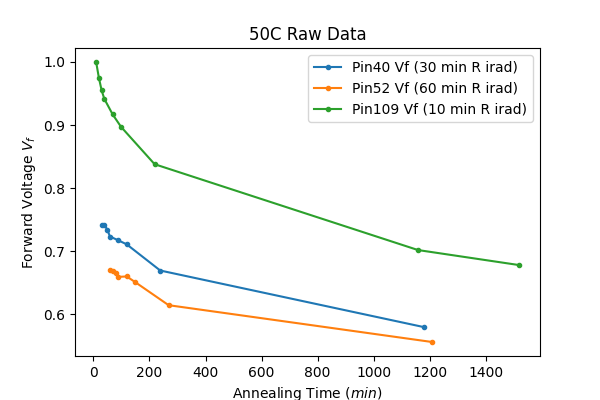 50C Raw Data
Pin40 Vf (30 min R irad)
Pin52 Vf (60 min R irad)
Pin109 Vf (10 min R irad)
Forward Voltage V_f
1.0
0.9
0.8
0.7
0.6
0
200
400
600
800
1000
1200
1400
Annealing Time (min)